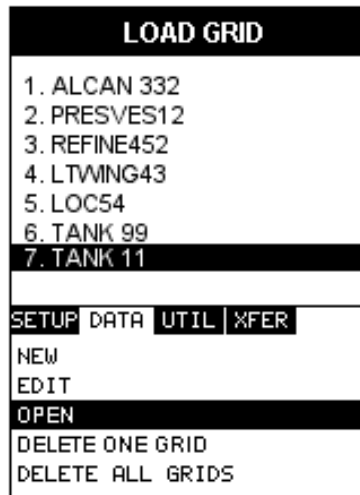 LOAD GRID
1. ALCAN 332
2. PRESVES12
3. REFINE452
4. LTWING43
5. LOC54
6. TANK 99
7. TANK 11
SETUP DATA UTIL XFER
NEW
EDIT
OPEN
DELETE ONE GRID
DELETE ALL GRIDS